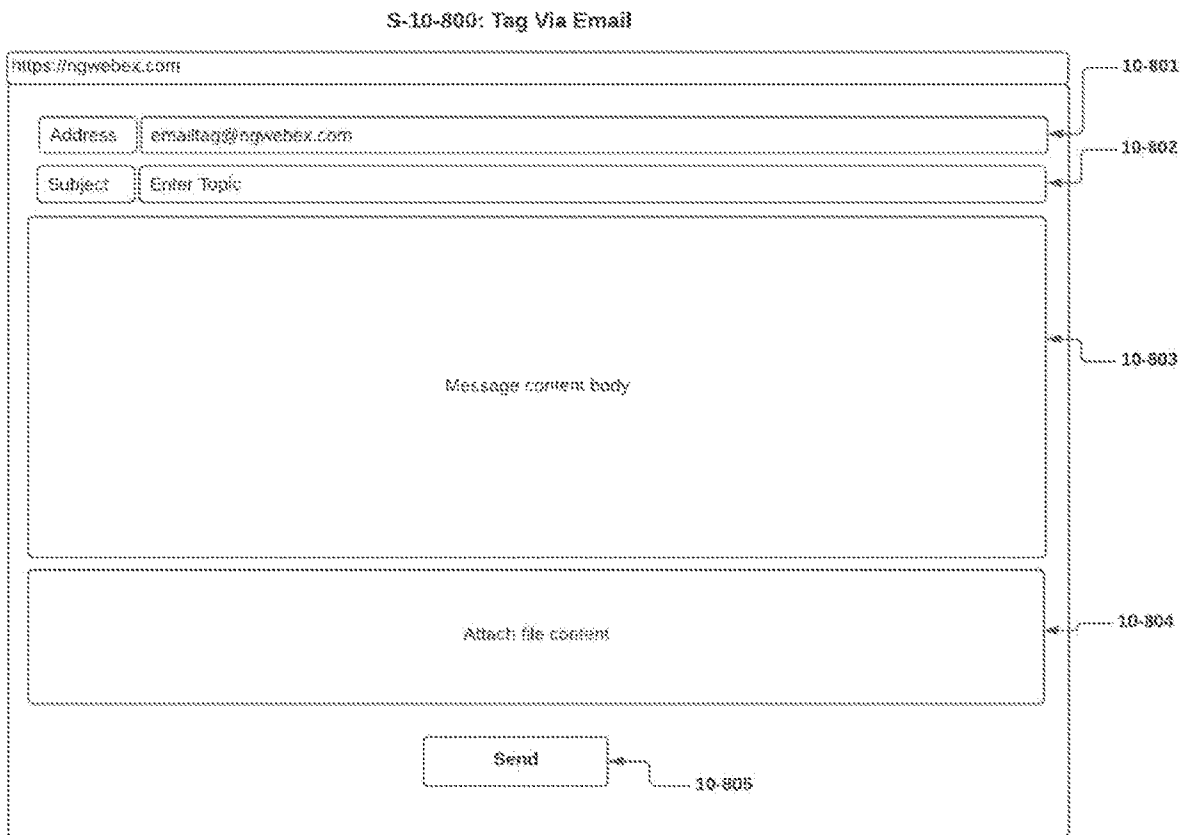 S-10-800: Tag Via Email
https://ngwebex.com
10-801
Address emailtag@ngwebex.com
10-802
Subject Enter Topic
10-803
Message content body
10-804
Attach file content
Send
10-805